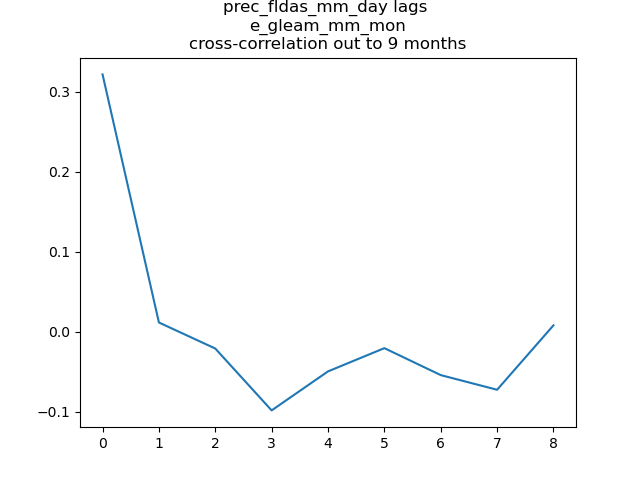 prec_fldas_mm_day lags
e_gleam_mm_mon
cross-correlation out to 9 months
0.3
0.2
0.1
0.0
−0.1
0 1 2 3 4 5 6 7 8